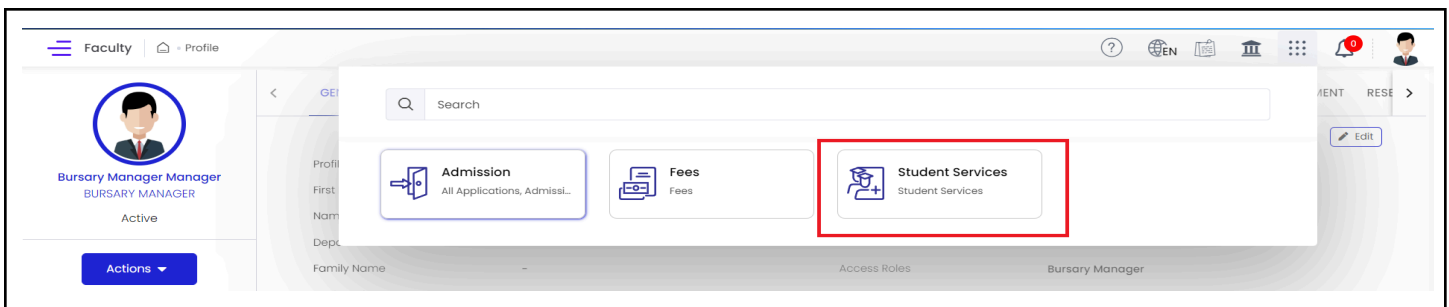 Faculty Profile EN 0
GEI MENT RESE
Search
Edit
Admission Fees Student Services
All Applications, Admissi... Fees Student Services
Bursary Manager Manager
BURSARY MANAGER
Active
Profil
First
Nam
Depa
Actions
Family Name - Access Roles Bursary Manager